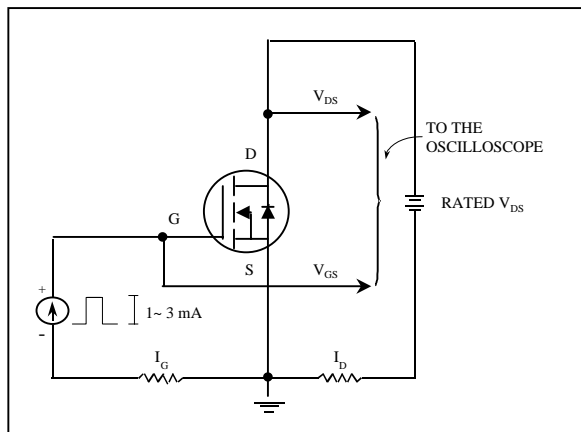 V_DS
TO THE
OSCILLOSCOPE
D
RATED V_DS
G
S
V_GS
+
1~ 3 mA
-
I_G
I_D